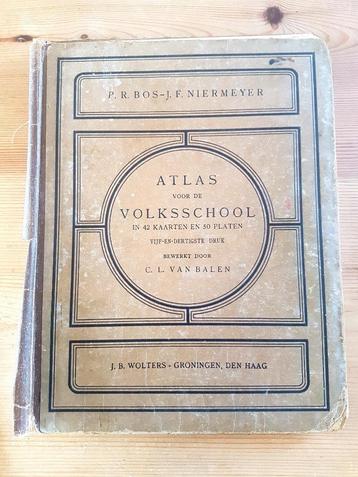 P. R. BOS-J. F. NIERMEYER
ATLAS
VOOR DE
VOLKSSCHOOL
IN 42 KAARTEN EN 50 PLATEN
VIJF-EN-DERTIGSTE DRUK
BEWERKT DOOR
C. L. VAN BALEN
J. B. WOLTERS - GRONINGEN, DEN HAAG